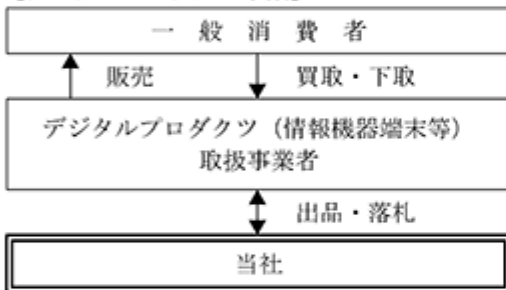 一般消費者
販売
買取・下取
デジタルプロダクツ（情報機器端末等）
取扱事業者
出品・落札
当社